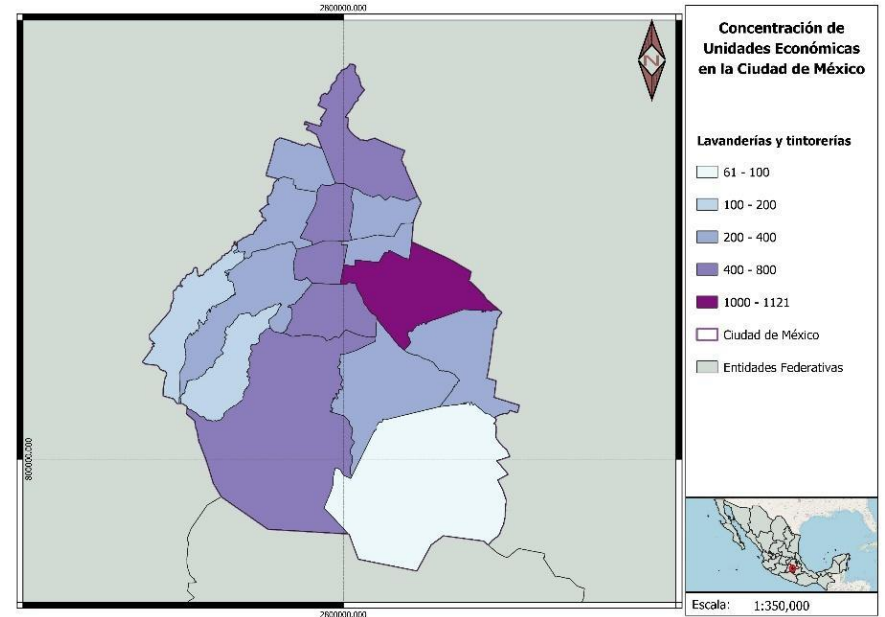 2800000.000
Concentración de
Unidades Económicas
en la Ciudad de México
N
Lavanderías y tintorerías
61 - 100
100 - 200
200 - 400
400 - 800
1000 - 1121
Ciudad de México
Entidades Federativas
800000.000
Escala: 1:350,000
2800000.000